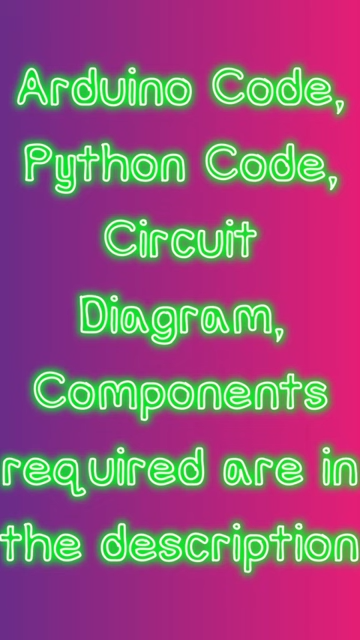 Arduino Code,
Python Code,
Circuit
Diagram,
Components
required are in
the description